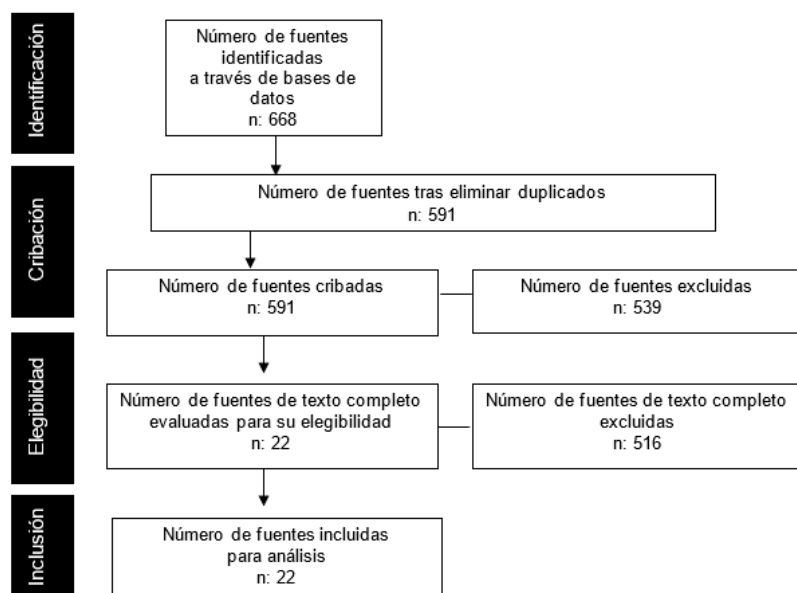 Identificación
Número de fuentes
identificadas
a través de bases de
datos
n: 668
Cribación
Número de fuentes tras eliminar duplicados
n: 591
Número de fuentes cribadas
n: 591
Número de fuentes excluidas
n: 539
Elegibilidad
Número de fuentes de texto completo
evaluadas para su elegibilidad
n: 22
Número de fuentes de texto completo
excluidas
n: 516
Inclusión
Número de fuentes incluidas
para análisis
n: 22